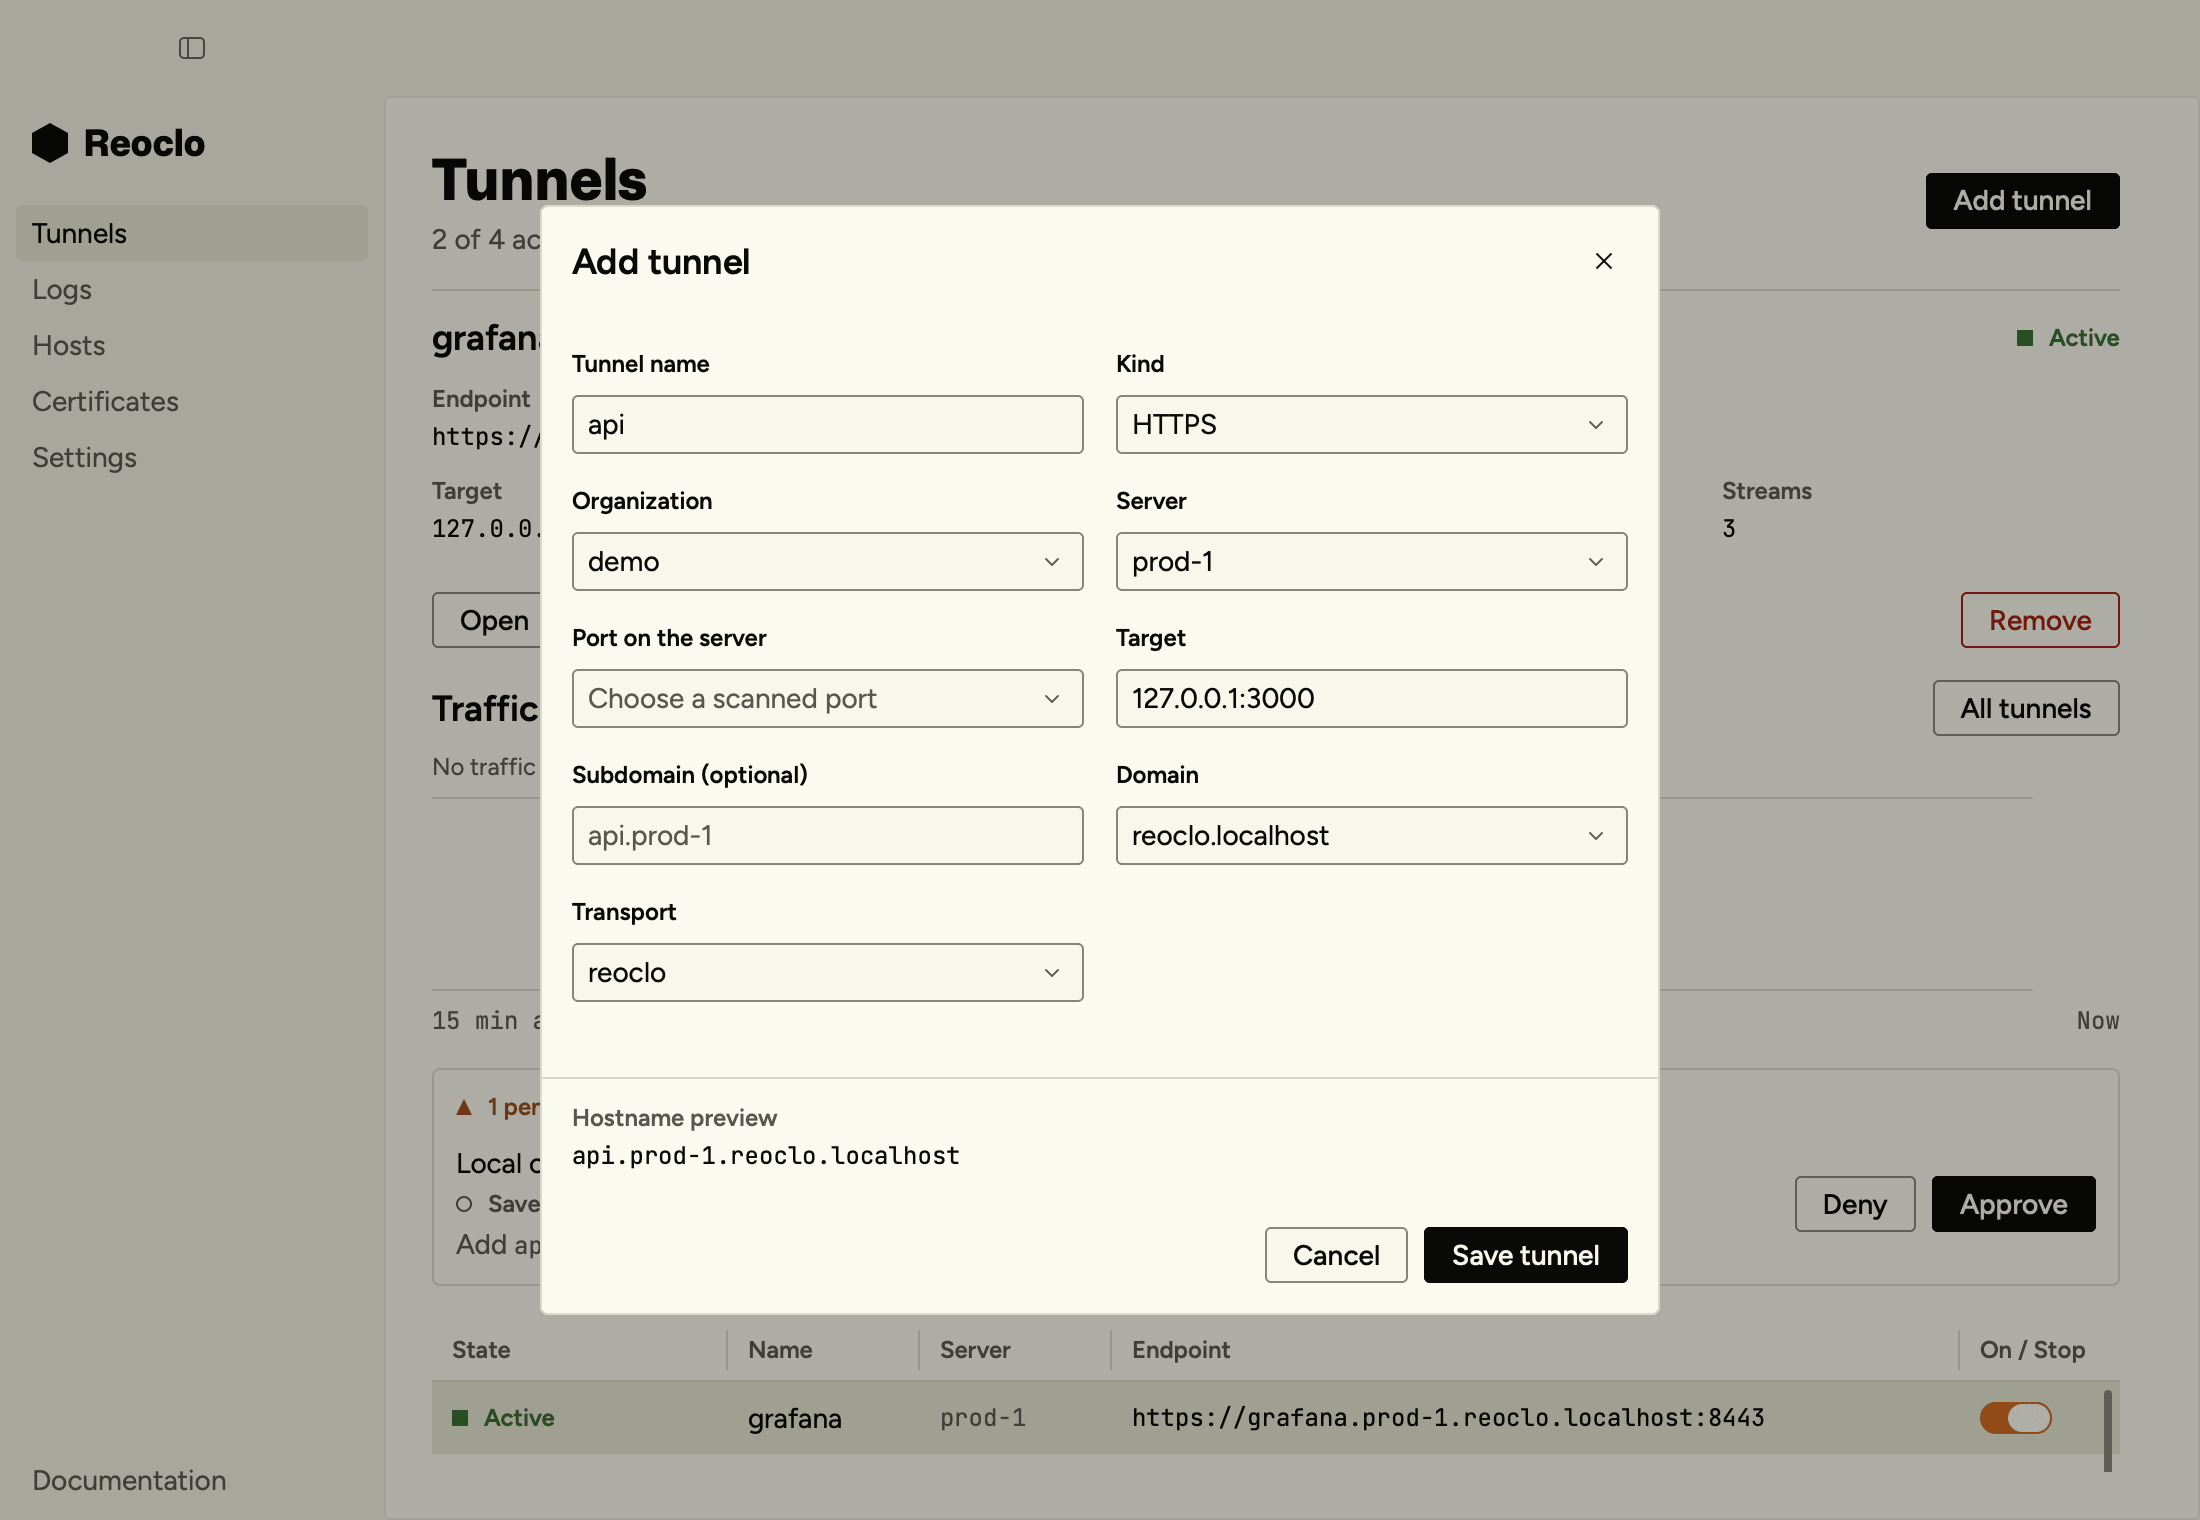 Reoclo
Tunnels
Logs
Hosts
Certificates
Settings
Documentation
Tunnels
2 of 4
Add tunnel
Active
Endpoint
https://
Target
127.0.0.
Streams
3
Open
Remove
Traffic
All tunnels
No traffic
15 min
Now
1
Local
Save
Add
Deny
Approve
Add tunnel
Tunnel name
api
Kind
HTTPS
Organization
demo
Server
prod-1
Port on the server
Choose a scanned port
Target
127.0.0.1:3000
Subdomain (optional)
api.prod-1
Domain
reoclo.localhost
Transport
reoclo
Hostname preview
api.prod-1.reoclo.localhost
Cancel
Save tunnel
State Name Server Endpoint On / Stop
Active grafana prod-1 https://grafana.prod-1.reoclo.localhost:8443